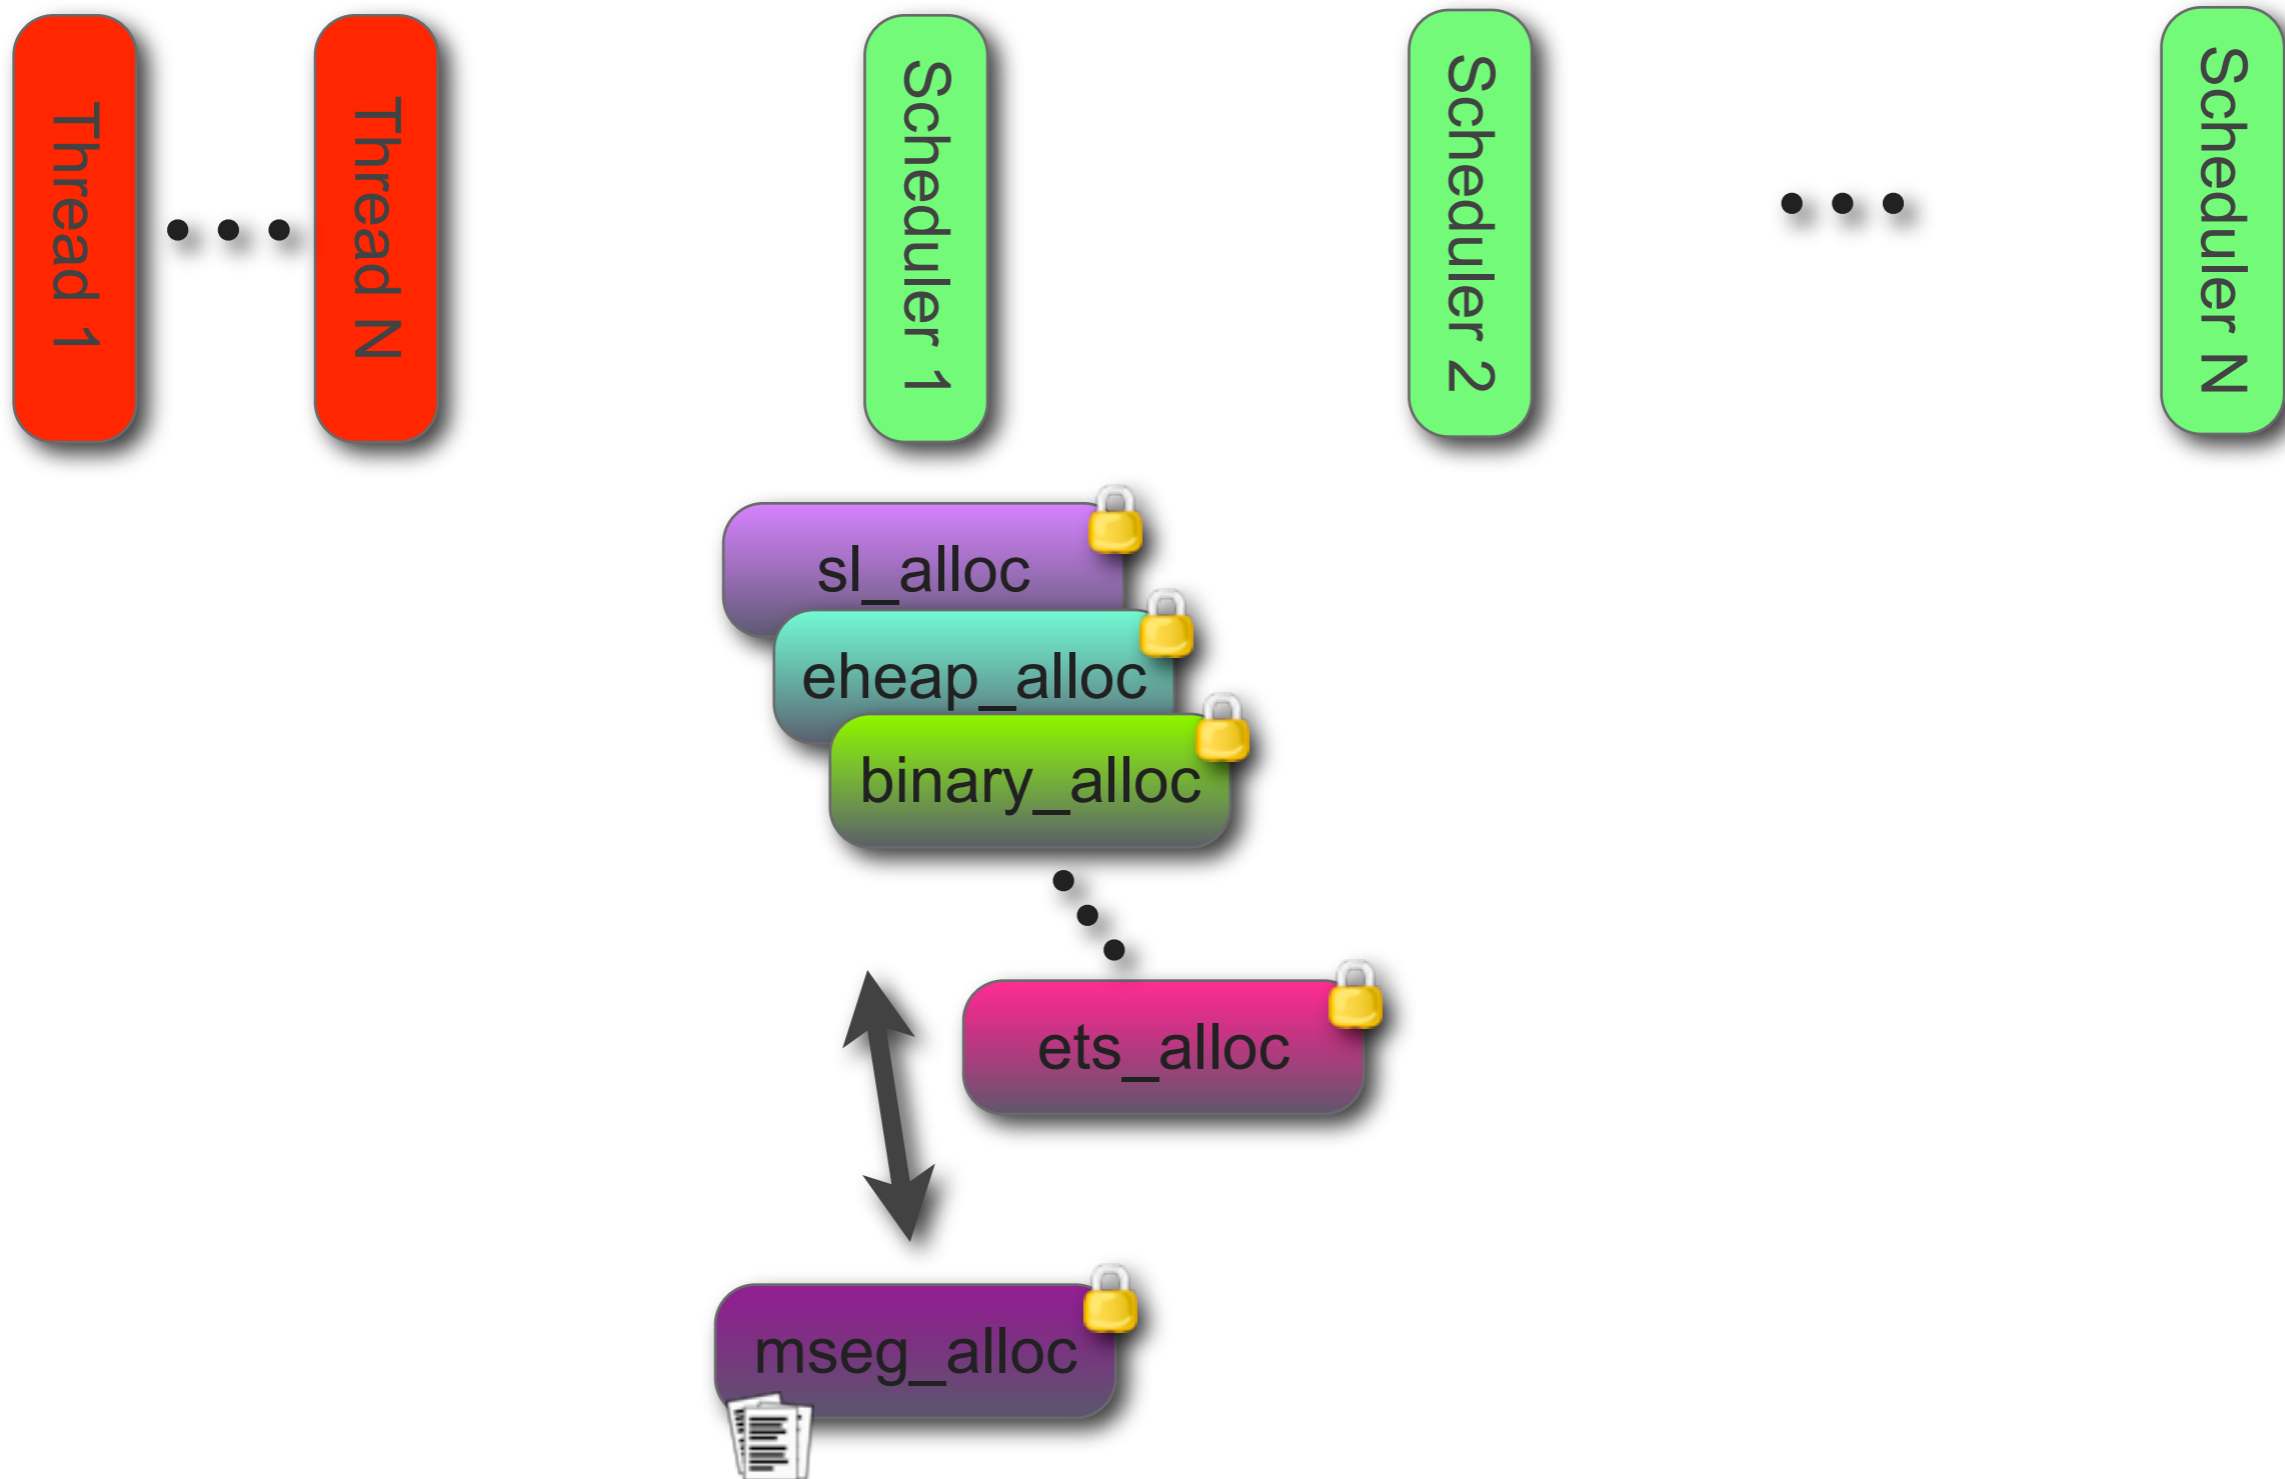 Thread 1
Thread N
Scheduler 1
Scheduler 2
Scheduler N
sl_alloc
eheap_alloc
binary_alloc
ets_alloc
mseg_alloc